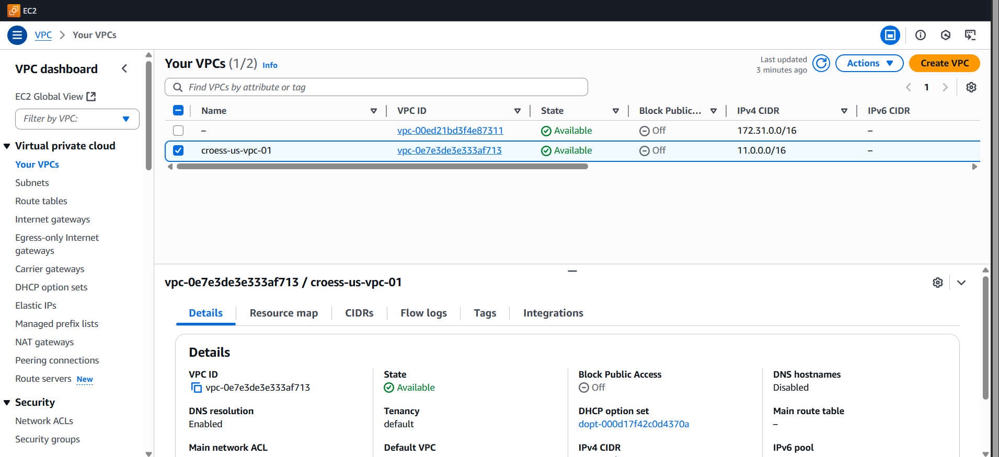 EC2
VPC > Your VPCs
VPC dashboard
EC2 Global View
Filter by VPC:
Virtual private cloud
Your VPCs
Subnets
Route tables
Internet gateways
Egress-only Internet
gateways
Carrier gateways
DHCP option sets
Elastic IPs
Managed prefix lists
NAT gateways
Peering connections
Route servers New
Security
Network ACLs
Security groups
Your VPCs (1/2) Info
Last updated
3 minutes ago
Actions
Create VPC
Find VPCs by attribute or tag
1
Name VPC ID State Block Public... IPv4 CIDR IPv6 CIDR
– vpc-00ed21bd3f4e87311 Available Off 172.31.0.0/16 –
croess-us-vpc-01 vpc-0e7e3de3e333af713 Available Off 11.0.0.0/16 –
vpc-0e7e3de3e333af713 / croess-us-vpc-01
Details Resource map CIDRs Flow logs Tags Integrations
Details
VPC ID
vpc-0e7e3de3e333af713
State
Available
Block Public Access
Off
DNS hostnames
Disabled
DNS resolution
Enabled
Tenancy
default
DHCP option set
dopt-000d17f42c0d4370a
Main route table
–
Main network ACL
Default VPC
IPv4 CIDR
IPv6 pool